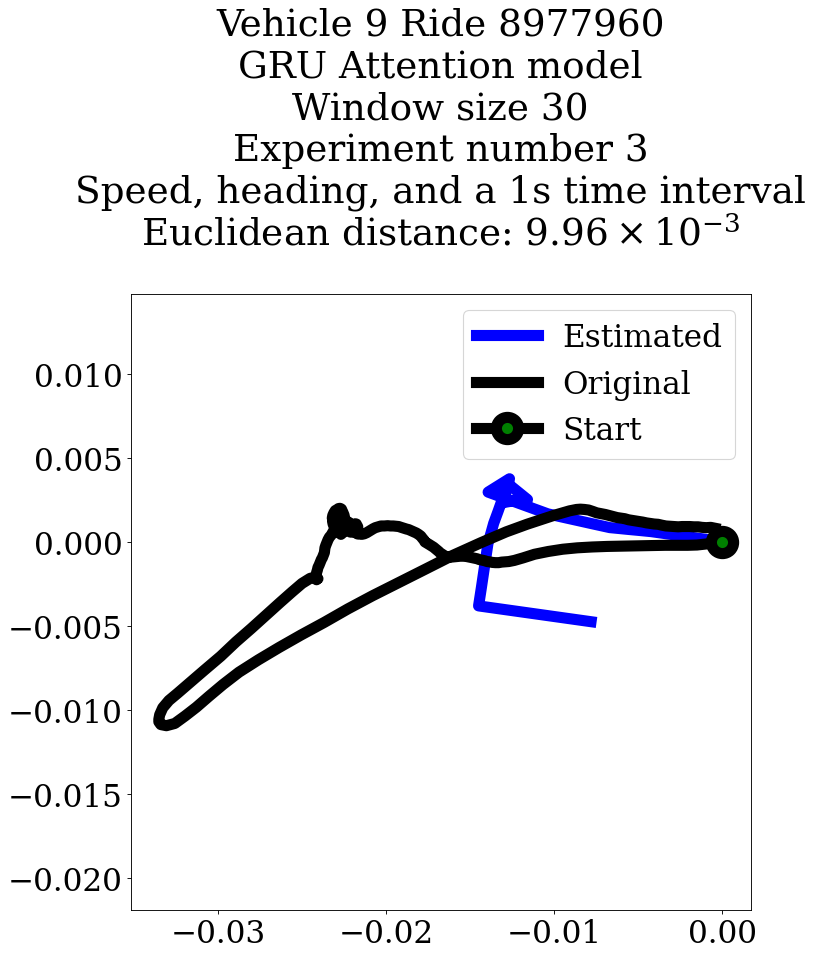 Vehicle 9 Ride 8977960
GRU Attention model
Window size 30
Experiment number 3
Speed, heading, and a 1s time interval
Euclidean distance: 9.96 × 10⁻³
Estimated
Original
Start
0.010
0.005
0.000
−0.005
−0.010
−0.015
−0.020
−0.03
−0.02
−0.01
0.00